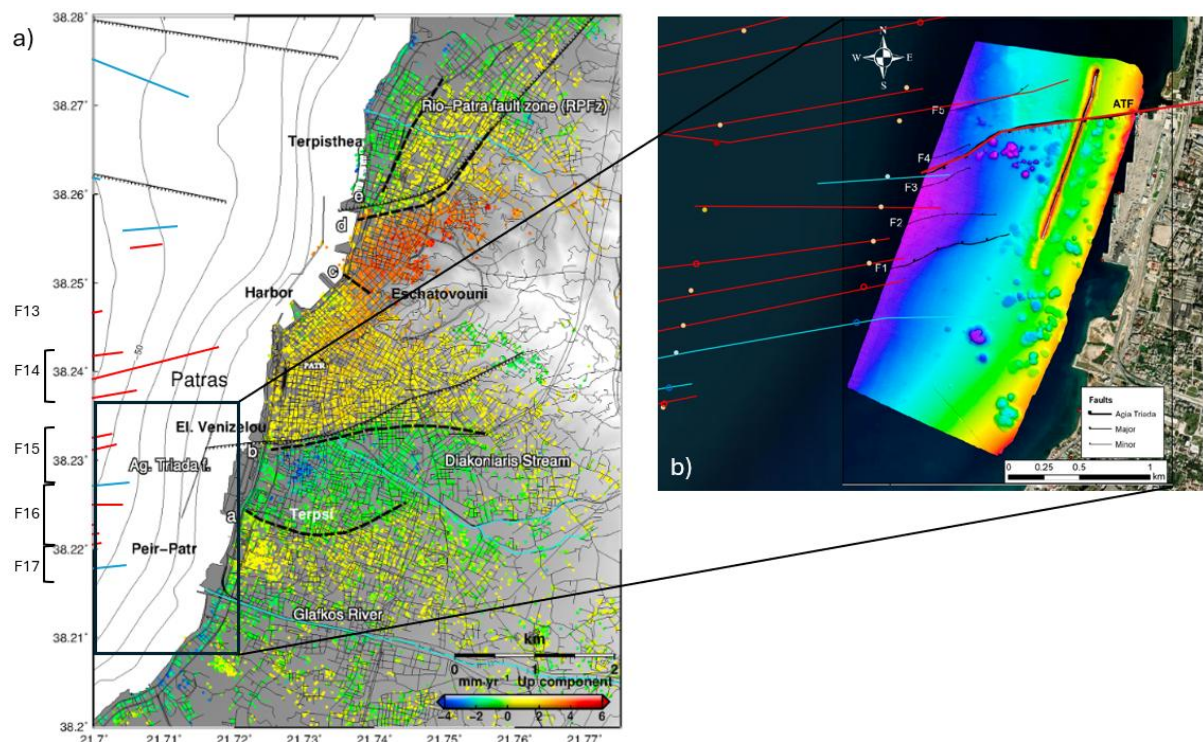 a)
38.28°
38.27°
38.26°
38.25°
38.24°
38.23°
38.22°
38.21°
38.2°
21.7°
21.71°
21.72°
21.73°
21.74°
21.75°
21.76°
21.77°
F13
F14
F15
F16
F17
Rio–Patra fault zone (RPFz)
Terpisthea
e
d
c
Harbor
Eschatovouni
50
PATR
Patras
El. Venizelou
b
Ag. Triada f.
Diakoniaris Stream
a
Terpsi
Peir–Patr
Glafkos River
km
0 1 2
mm·yr⁻¹ Up component
−4 −2 0 2 4 6
b)
N
W E
S
ATF
F5
F4
F3
F2
F1
Faults
Agia Triada
Major
Minor
0 0.25 0.5 1
km